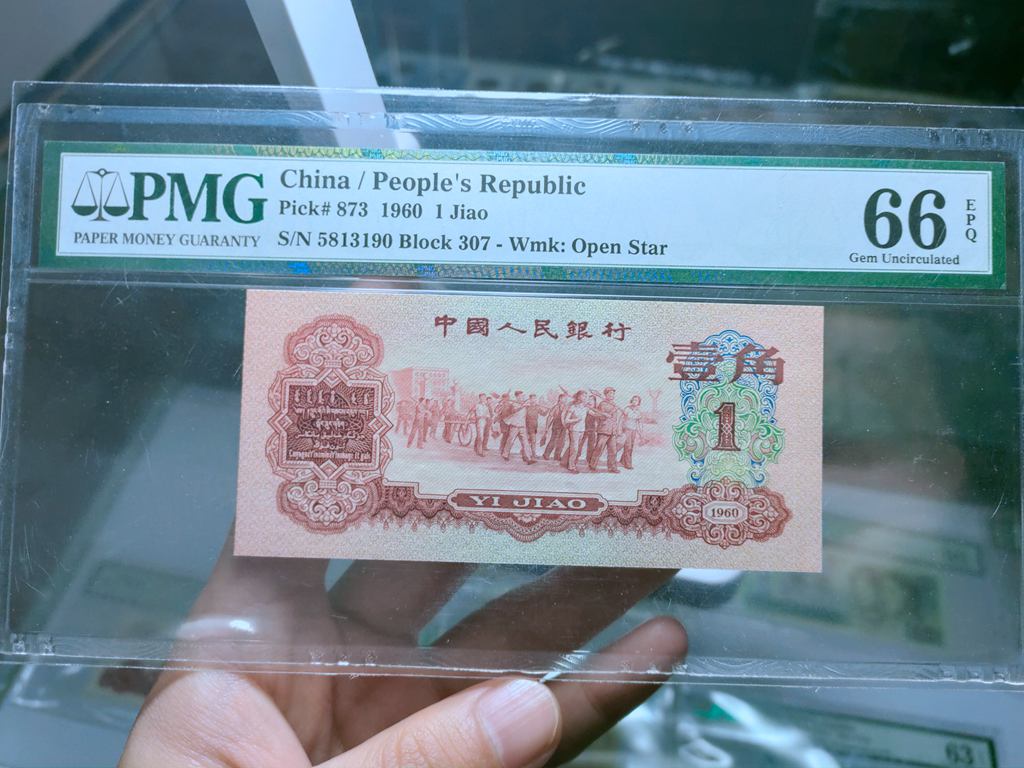 PMG
PAPER MONEY GUARANTY
China / People's Republic
Pick# 873 1960 1 Jiao
S/N 5813190 Block 307 - Wmk: Open Star
66
EPQ
Gem Uncirculated
中國人民銀行
壹角
1
YI JIAO
1960
63